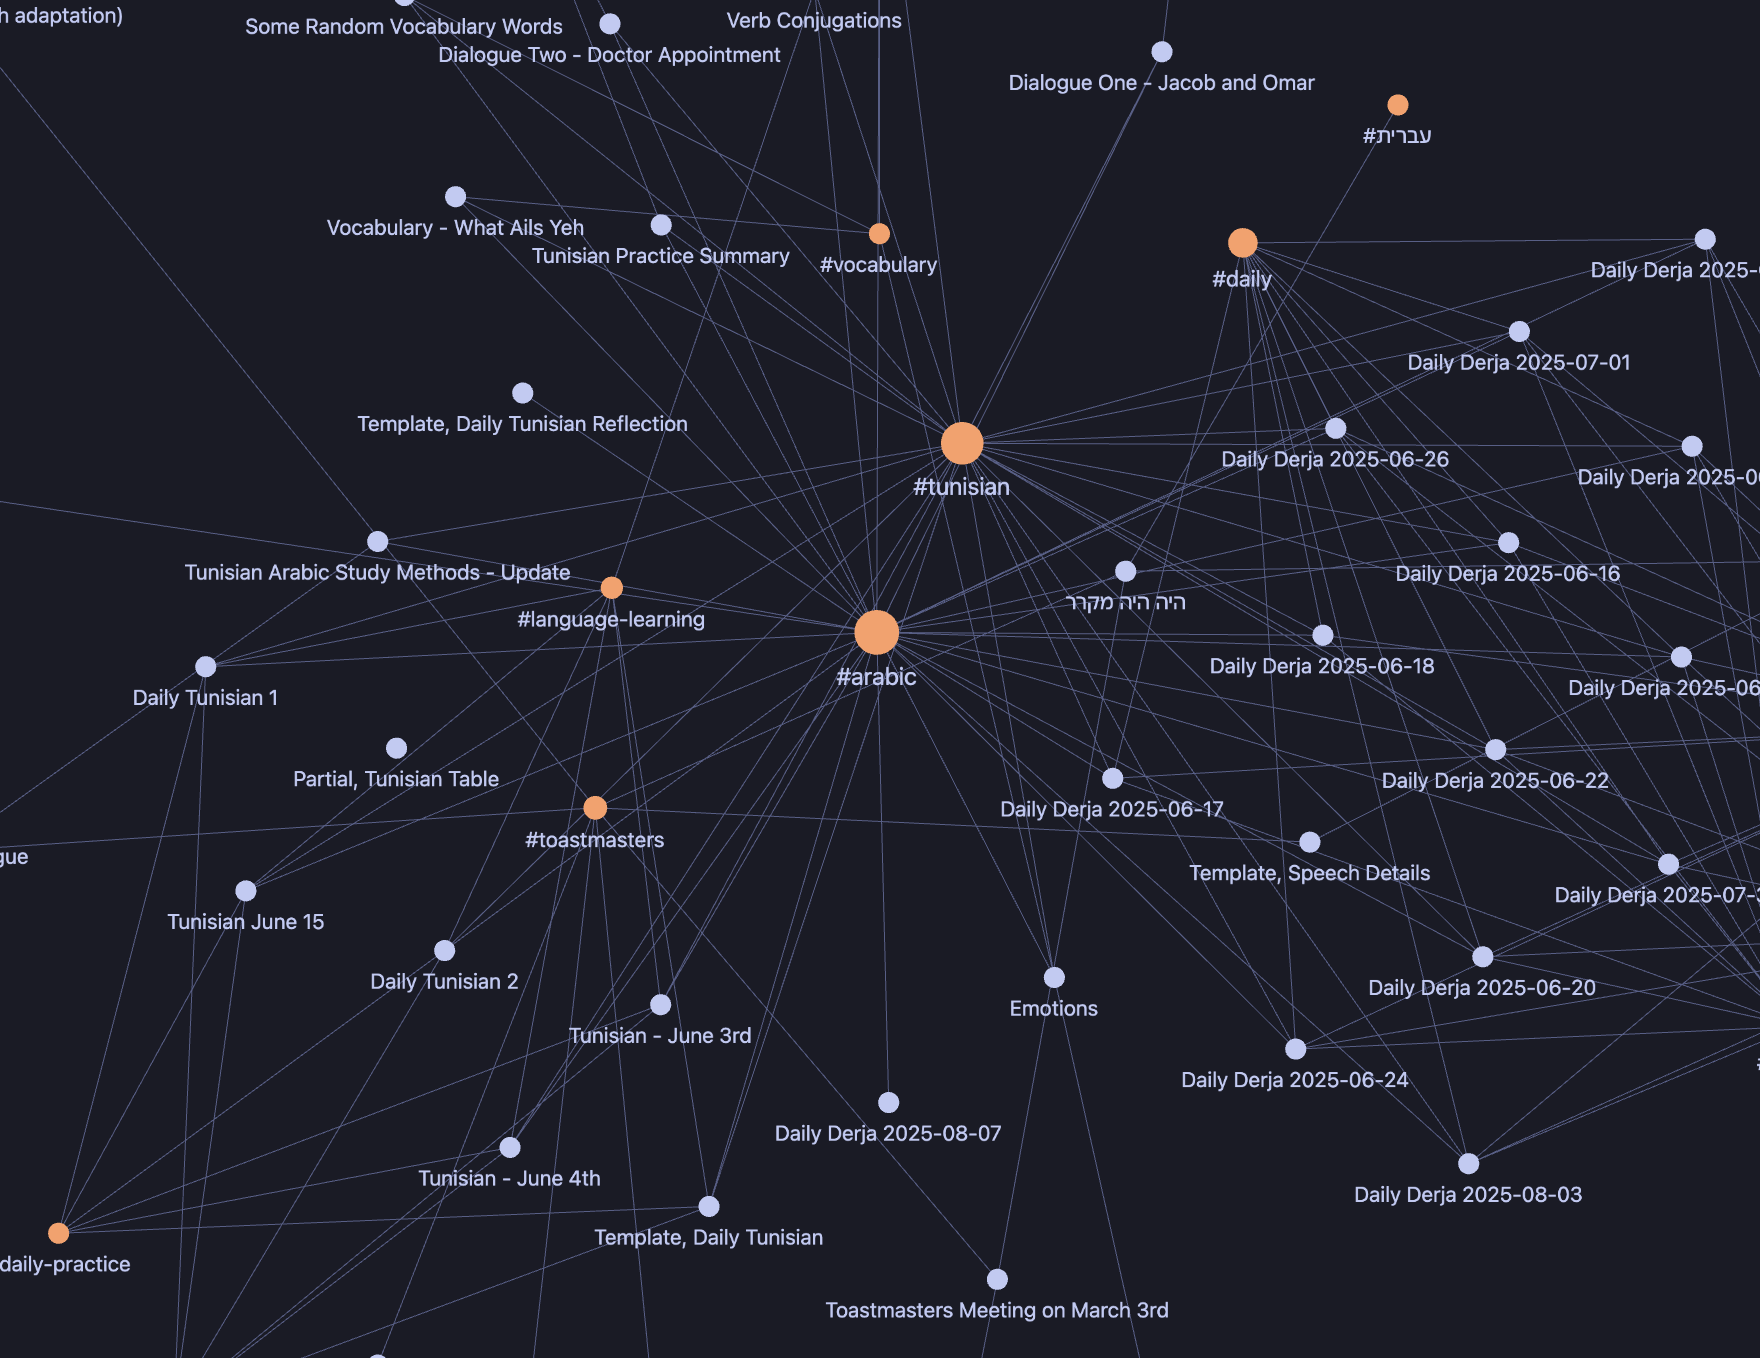 h adaptation)
Some Random Vocabulary Words
Verb Conjugations
Dialogue Two - Doctor Appointment
Dialogue One - Jacob and Omar
#עברית
Vocabulary - What Ails Yeh
Tunisian Practice Summary
#vocabulary
#daily
Daily Derja 2025-
Daily Derja 2025-07-01
Template, Daily Tunisian Reflection
Daily Derja 2025-06-26
Daily Derja 2025-0
#tunisian
Tunisian Arabic Study Methods - Update
Daily Derja 2025-06-16
היה היה מקרר
#language-learning
#arabic
Daily Derja 2025-06-18
Daily Derja 2025-06
Daily Tunisian 1
Partial, Tunisian Table
Daily Derja 2025-06-22
Daily Derja 2025-06-17
#toastmasters
gue
Template, Speech Details
Daily Derja 2025-07-
Tunisian June 15
Daily Tunisian 2
Daily Derja 2025-06-20
Emotions
Tunisian - June 3rd
Daily Derja 2025-06-24
Daily Derja 2025-08-07
Tunisian - June 4th
Daily Derja 2025-08-03
Template, Daily Tunisian
daily-practice
Toastmasters Meeting on March 3rd